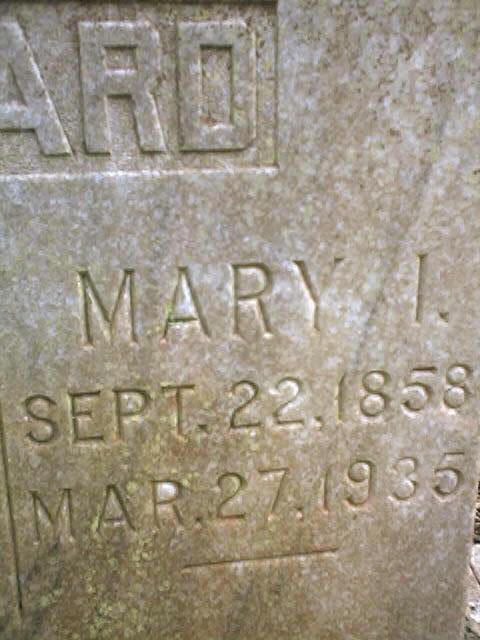 ARD
MARY I.
SEPT. 22, 1858
MAR. 27, 1935